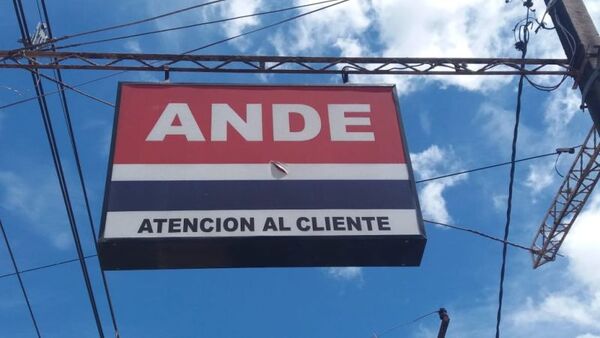 ANDE
ATENCION AL CLIENTE